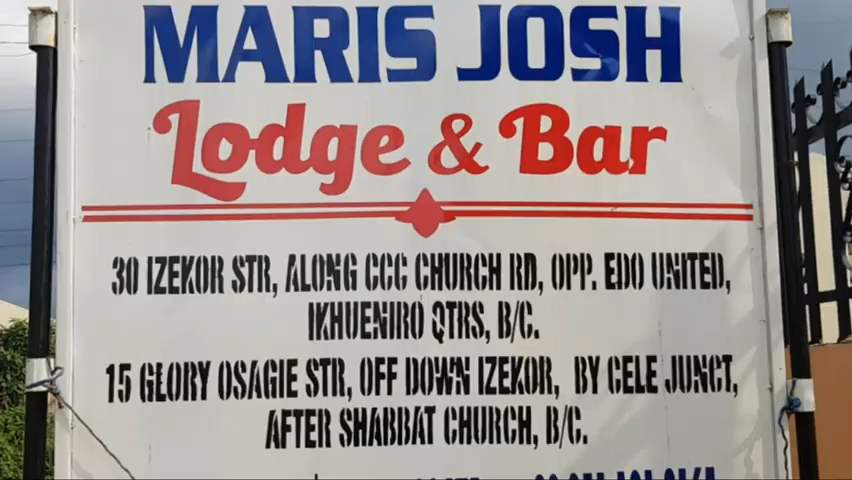 MARIS JOSH
Lodge & Bar
30 IZEKOR STR, ALONG CCC CHURCH RD, OPP. EDO UNITED,
IKHUENIRO QTRS, B/C.
15 GLORY OSAGIE STR, OFF DOWN IZEKOR, BY CELE JUNCT,
AFTER SHABBAT CHURCH, B/C.